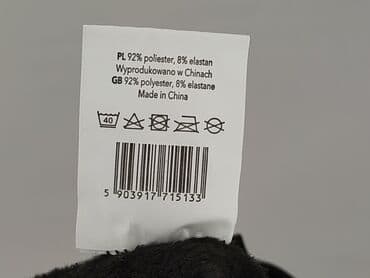 PL 92% poliester, 8% elastan
Wyprodukowano w Chinach
GB 92% polyester, 8% elastane
Made in China
40
5 903917 715133